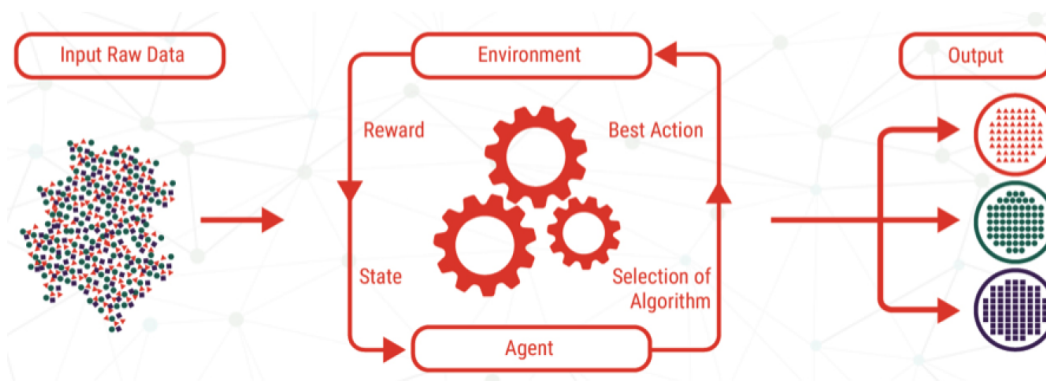 Input Raw Data
Environment
Output
Reward
Best Action
State
Selection of
Algorithm
Agent